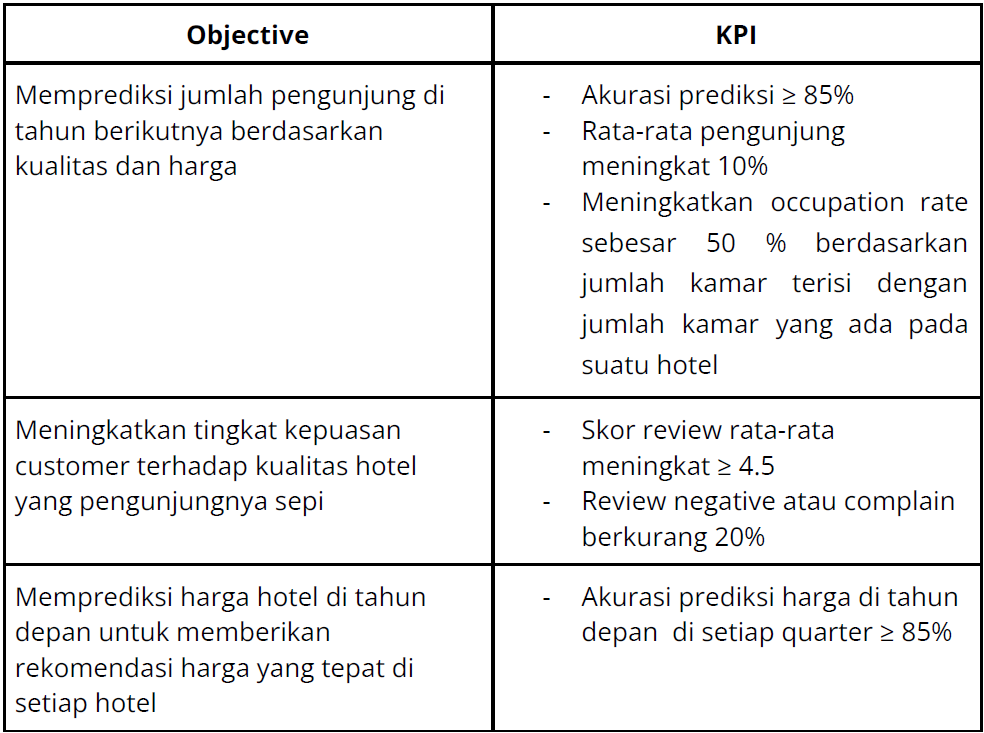 Objective
KPI
Memprediksi jumlah pengunjung di
tahun berikutnya berdasarkan
kualitas dan harga
- Akurasi prediksi ≥ 85%
- Rata-rata pengunjung
meningkat 10%
- Meningkatkan occupation rate
sebesar 50 % berdasarkan
jumlah kamar terisi dengan
jumlah kamar yang ada pada
suatu hotel
Meningkatkan tingkat kepuasan
customer terhadap kualitas hotel
yang pengunjungnya sepi
- Skor review rata-rata
meningkat ≥ 4.5
- Review negative atau complain
berkurang 20%
Memprediksi harga hotel di tahun
depan untuk memberikan
rekomendasi harga yang tepat di
setiap hotel
- Akurasi prediksi harga di tahun
depan di setiap quarter ≥ 85%